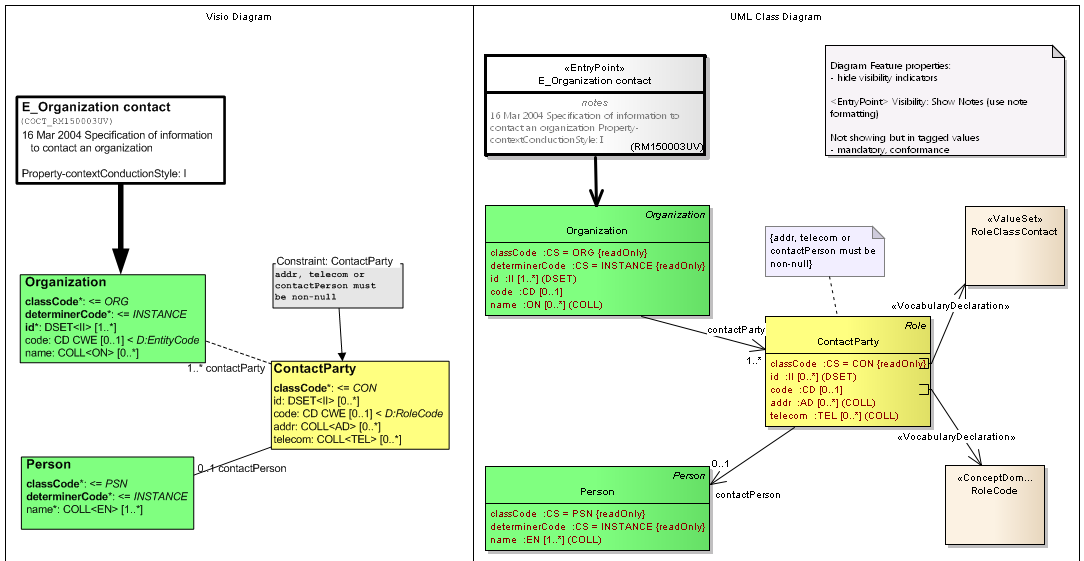 Visio Diagram
E_Organization contact
(COCT_RM150003UV)
16 Mar 2004 Specification of information
to contact an organization
Property-contextConductionStyle: I
Organization
classCode*: <= ORG
determinerCode*: <= INSTANCE
id*: DSET<II> [1..*]
code: CD CWE [0..1] < D:EntityCode
name: COLL<ON> [0..*]
Constraint: ContactParty
addr, telecom or
contactPerson must
be non-null
1..* contactParty
ContactParty
classCode*: <= CON
id: DSET<II> [0..*]
code: CD CWE [0..1] < D:RoleCode
addr: COLL<AD> [0..*]
telecom: COLL<TEL> [0..*]
0..1 contactPerson
Person
classCode*: <= PSN
determinerCode*: <= INSTANCE
name*: COLL<EN> [1..*]
UML Class Diagram
«EntryPoint»
E_Organization contact
notes
16 Mar 2004 Specification of information to
contact an organization Property-
contextConductionStyle: I
(RM150003UV)
Diagram Feature properties:
- hide visibility indicators
<EntryPoint> Visibility: Show Notes (use note
formatting)
Not showing but in tagged values
- mandatory, conformance
Organization
Organization
classCode :CS = ORG {readOnly}
determinerCode :CS = INSTANCE {readOnly}
id :II [1..*] (DSET)
code :CD [0..1]
name :ON [0..*] (COLL)
{addr, telecom or
contactPerson must be
non-null}
«ValueSet»
RoleClassContact
«VocabularyDeclaration»
contactParty
1..*
Role
ContactParty
classCode :CS = CON {readOnly}
id :II [0..*] (DSET)
code :CD [0..1]
addr :AD [0..*] (COLL)
telecom :TEL [0..*] (COLL)
«VocabularyDeclaration»
«ConceptDom...
RoleCode
0..1
contactPerson
Person
Person
classCode :CS = PSN {readOnly}
determinerCode :CS = INSTANCE {readOnly}
name :EN [1..*] (COLL)